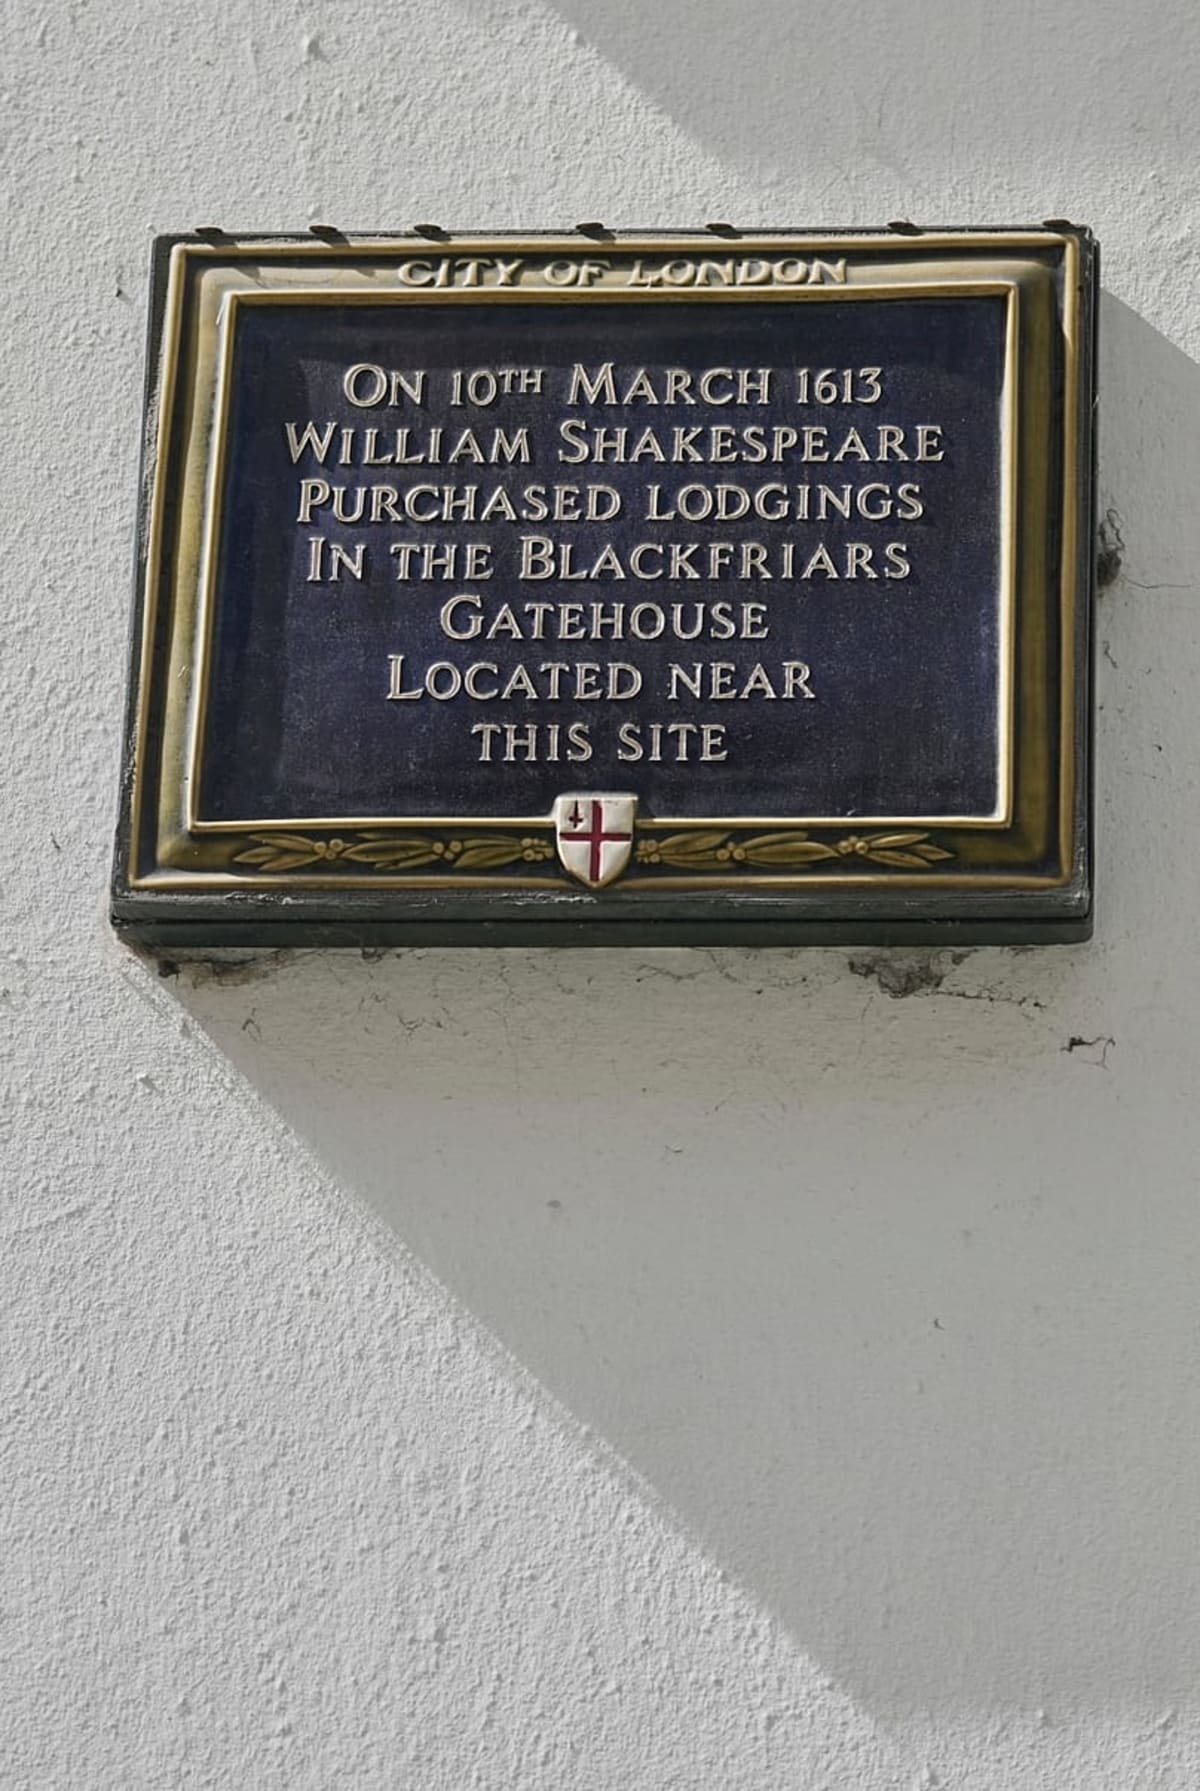 CITY OF LONDON
ON 10TH MARCH 1613
WILLIAM SHAKESPEARE
PURCHASED LODGINGS
IN THE BLACKFRIARS
GATEHOUSE
LOCATED NEAR
THIS SITE